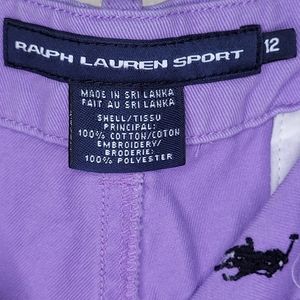 RALPH LAUREN SPORT
12
MADE IN SRI LANKA
FAIT AU SRI LANKA
SHELL/TISSU
PRINCIPAL:
100% COTTON/COTON
EMBROIDERY/
BRODERIE:
100% POLYESTER